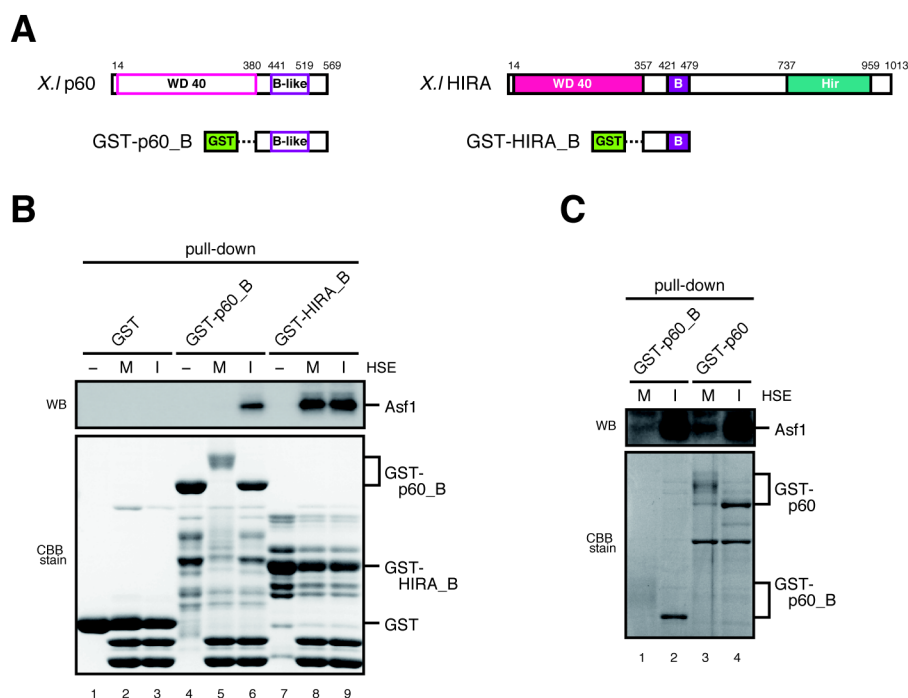 A
14 380 441 519 569
X.l p60 WD 40 B-like
GST-p60_B GST B-like
14 357 421 479 737 959 1013
X.l HIRA WD 40 B Hir
GST-HIRA_B GST B
B
pull-down
GST GST-p60_B GST-HIRA_B
– M I – M I – M I HSE
WB Asf1
GST-
p60_B
CBB
stain
GST-
HIRA_B
GST
1 2 3 4 5 6 7 8 9
C
pull-down
GST-p60_B GST-p60
M I M I HSE
WB Asf1
GST-
p60
CBB
stain
GST-
p60_B
1 2 3 4